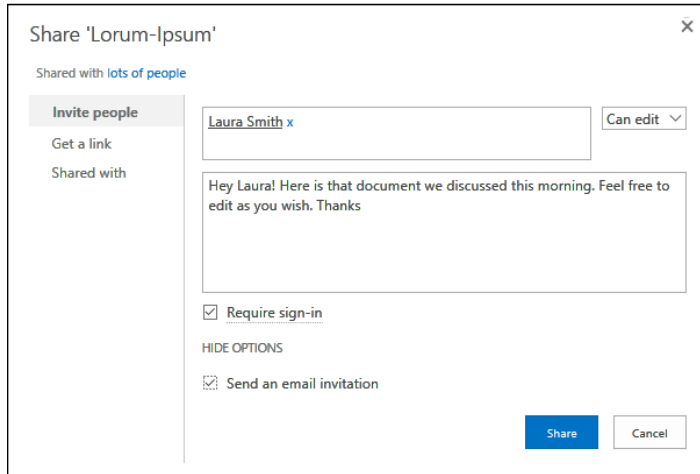 Share 'Lorum-Ipsum'
Shared with lots of people
Invite people
Get a link
Shared with
Laura Smith x
Can edit
Hey Laura! Here is that document we discussed this morning. Feel free to
edit as you wish. Thanks
Require sign-in
HIDE OPTIONS
Send an email invitation
Share
Cancel